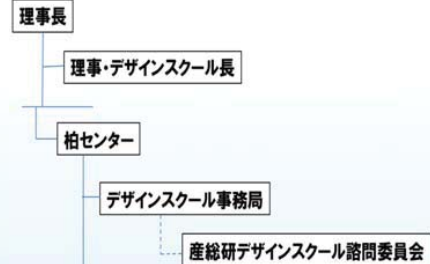 理事長
理事・デザインスクール長
柏センター
デザインスクール事務局
産総研デザインスクール諮問委員会